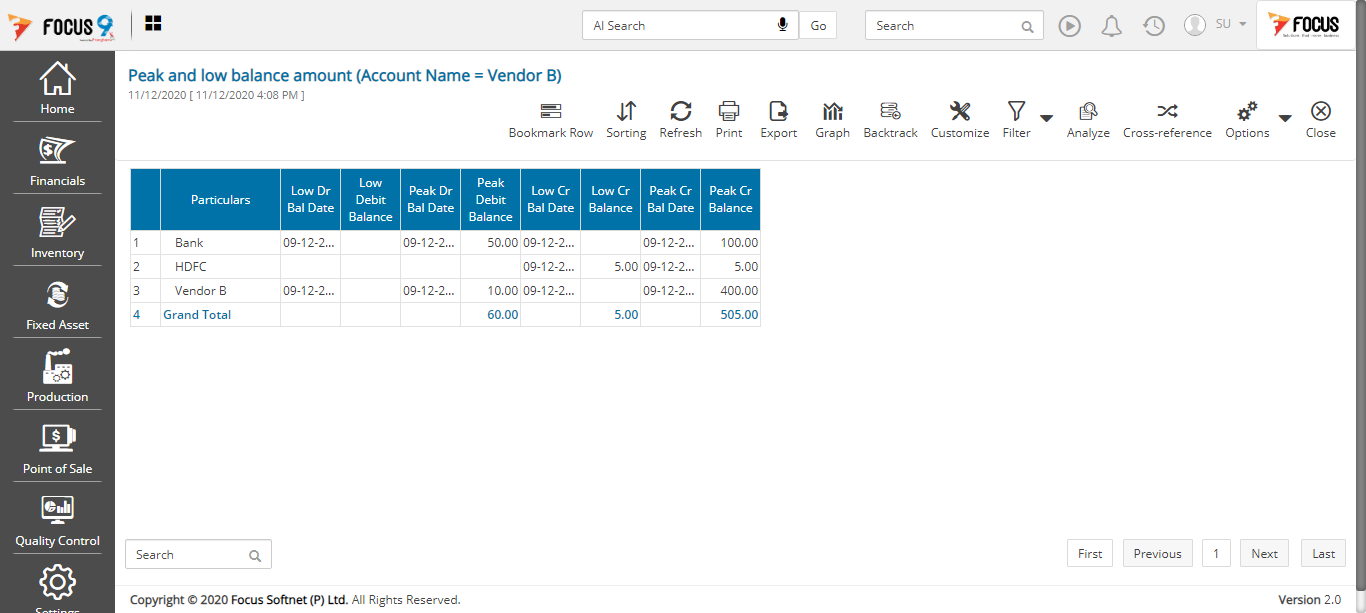 FOCUS 9
AI Search
Go
Search
SU
FOCUS
Home
Financials
Inventory
Fixed Asset
Production
Point of Sale
Quality Control
Settings
Peak and low balance amount (Account Name = Vendor B)
11/12/2020 [ 11/12/2020 4:08 PM ]
Bookmark Row Sorting Refresh Print Export Graph Backtrack Customize Filter Analyze Cross-reference Options Close
Particulars Low Dr Bal Date Low Debit Balance Peak Dr Bal Date Peak Debit Balance Low Cr Bal Date Low Cr Balance Peak Cr Bal Date Peak Cr Balance
1 Bank 09-12-2... 09-12-2... 50.00 09-12-2... 09-12-2... 100.00
2 HDFC 09-12-2... 5.00 09-12-2... 5.00
3 Vendor B 09-12-2... 09-12-2... 10.00 09-12-2... 09-12-2... 400.00
4 Grand Total 60.00 5.00 505.00
Search
First Previous 1 Next Last
Copyright © 2020 Focus Softnet (P) Ltd. All Rights Reserved.
Version 2.0